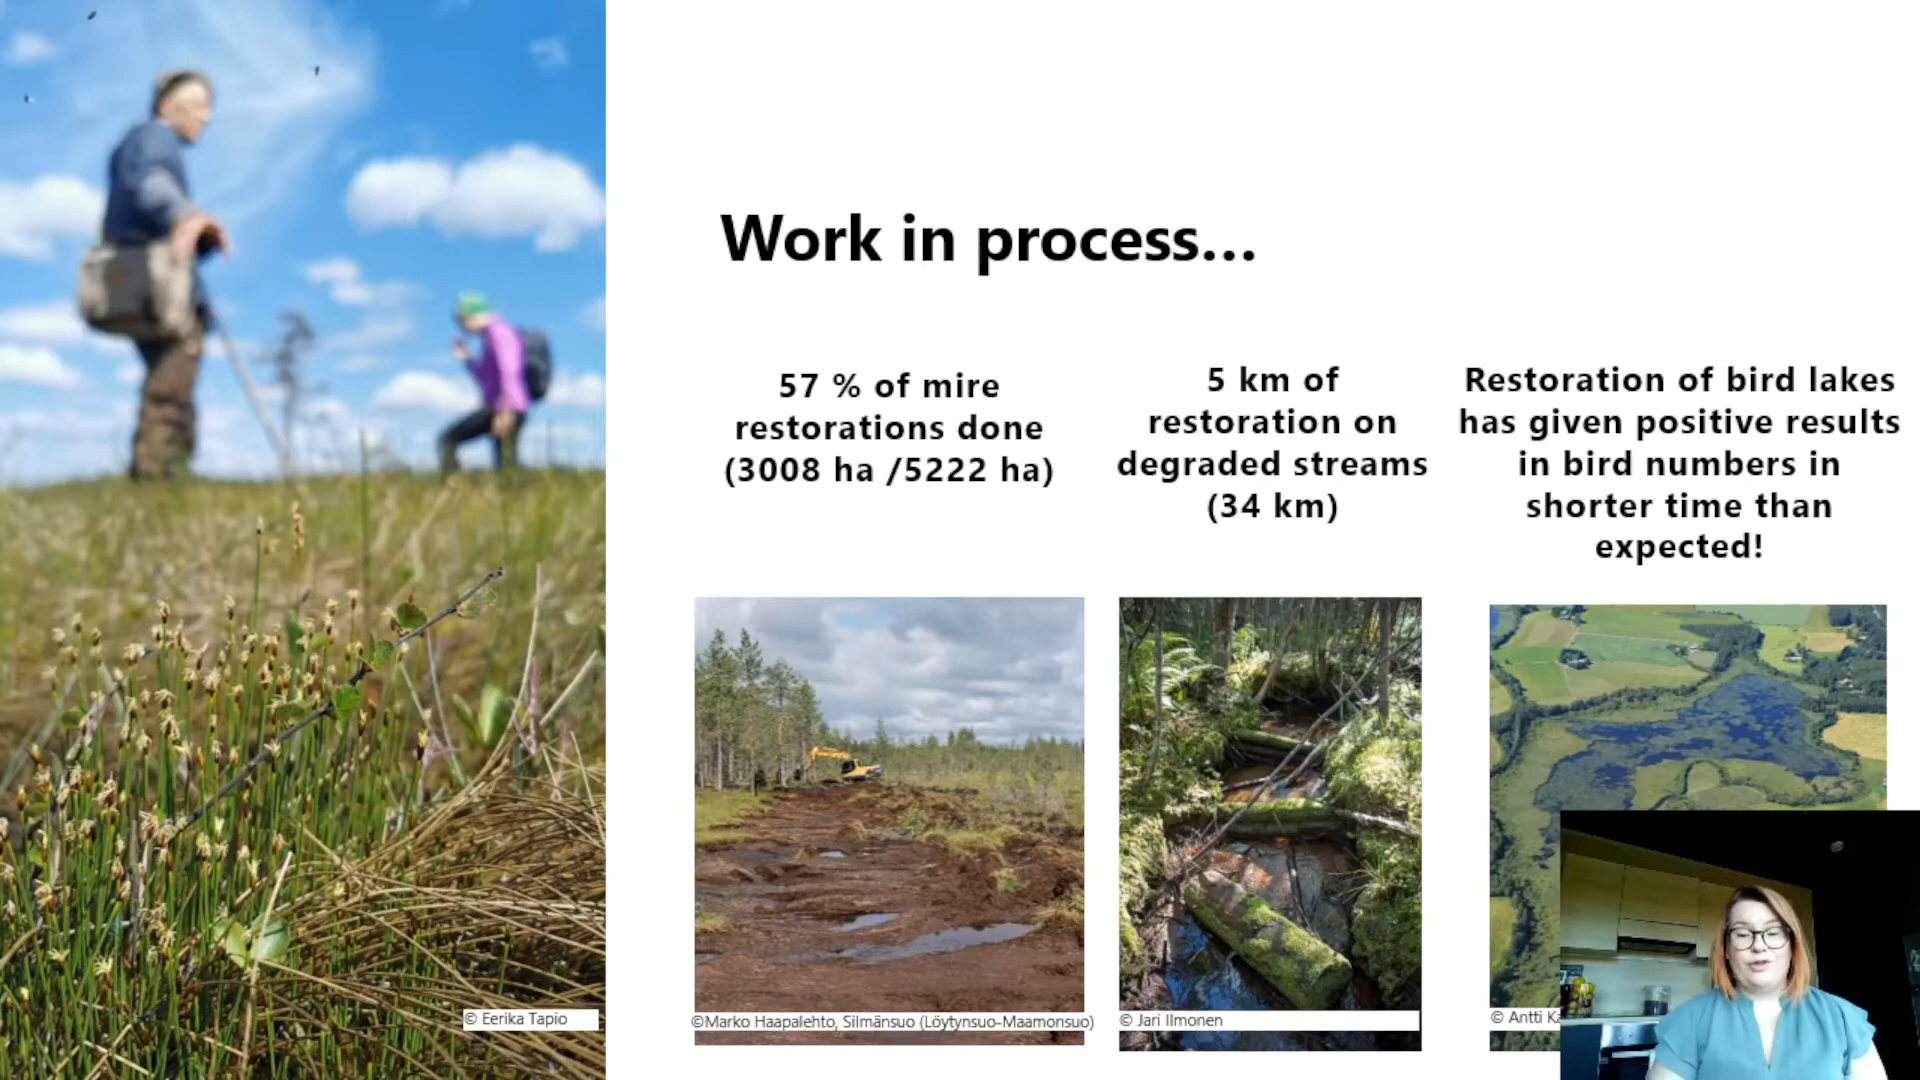 Work in process...
57 % of mire
restorations done
(3008 ha /5222 ha)
5 km of
restoration on
degraded streams
(34 km)
Restoration of bird lakes
has given positive results
in bird numbers in
shorter time than
expected!
© Eerika Tapio
©Marko Haapalehto, Silmänsuo (Löytynsuo-Maamonsuo)
© Jari Ilmonen
© Antti